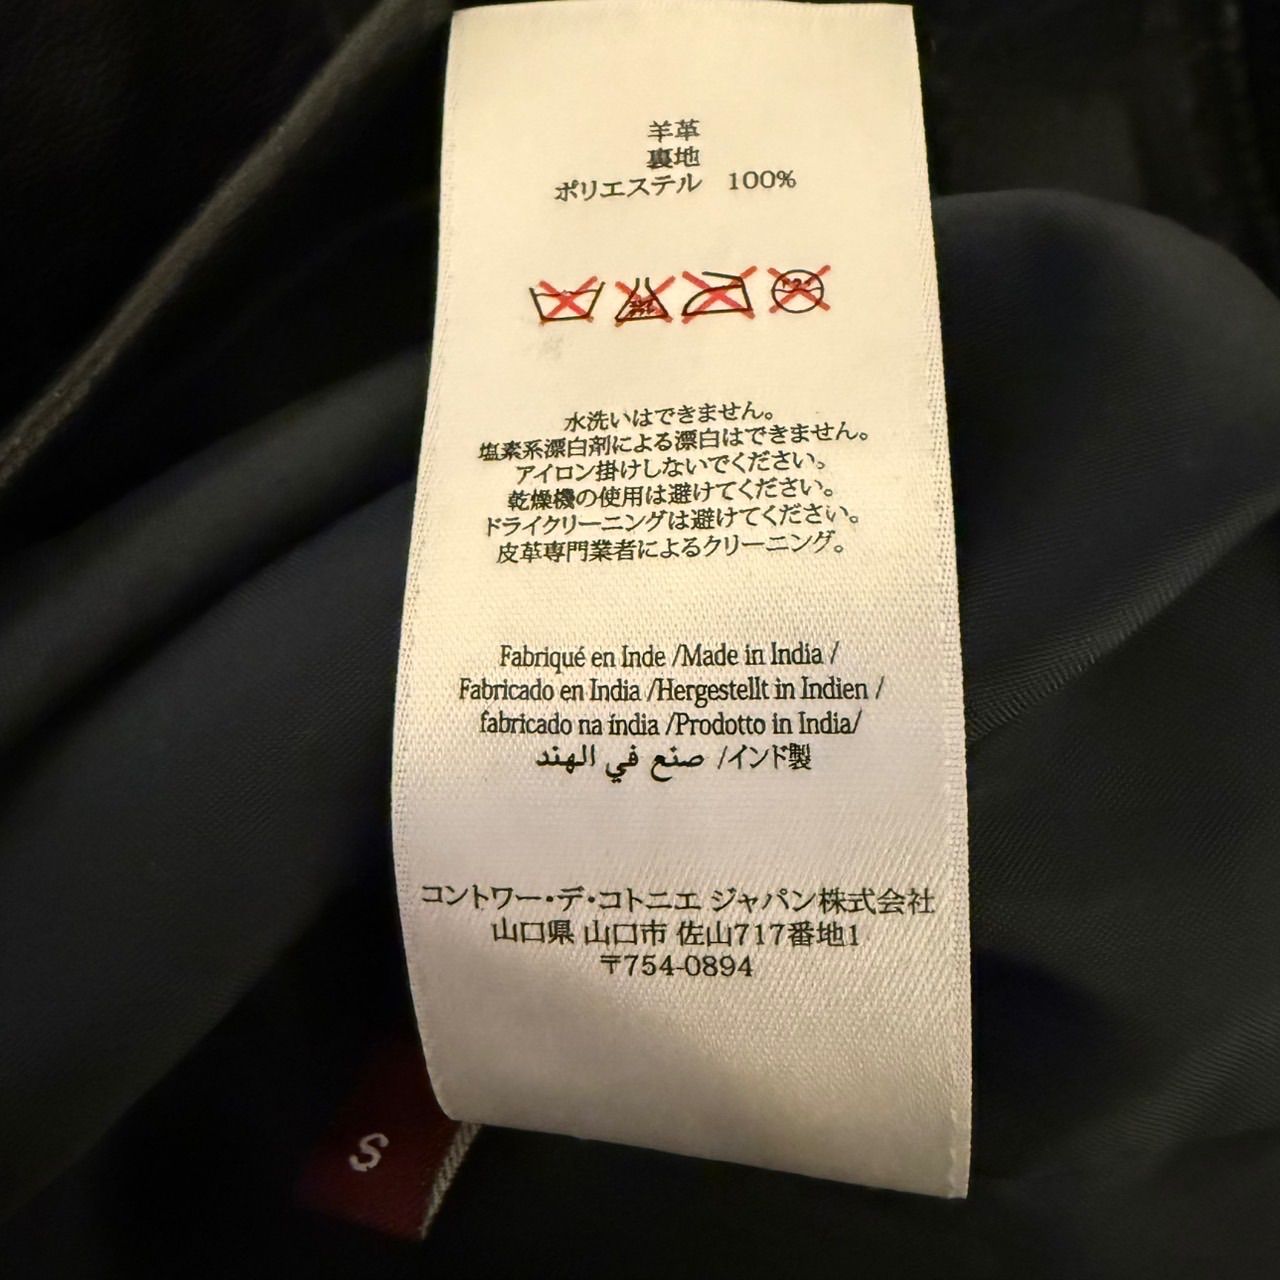 羊革
裏地
ポリエステル 100%
水洗いはできません。
塩素系漂白剤による漂白はできません。
アイロン掛けしないでください。
乾燥機の使用は避けてください。
ドライクリーニングは避けてください。
皮革専門業者によるクリーニング。
Fabriqué en Inde /Made in India /
Fabricado en India /Hergestellt in Indien /
fabricado na índia /Prodotto in India/
صنع في الهند /インド製
コントワー・デ・コトニエ ジャパン株式会社
山口県 山口市 佐山717番地1
〒754-0894
S